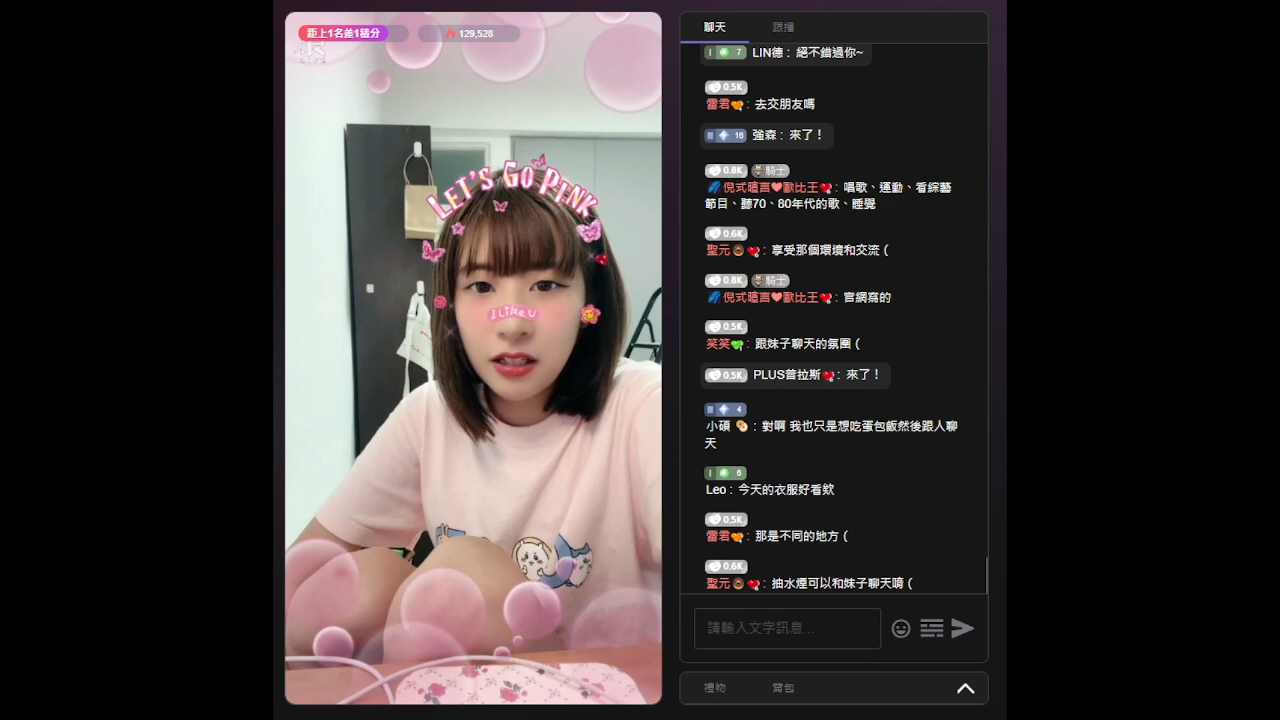 距上1名差1積分
129,528
LIVE
LET'S GO PINK
I Like U
聊天
跟播
7 LIN德：絕不錯過你~
0.5K
雷君：去交朋友嗎
16 強森：來了！
0.8K 騎士
倪式嘻言歐比王：唱歌、運動、看綜藝
節目、聽70、80年代的歌、睡覺
0.6K
聖元：享受那個環境和交流（
0.8K 騎士
倪式嘻言歐比王：官網寫的
0.5K
笑笑：跟妹子聊天的氛圍（
0.5K PLUS普拉斯：來了！
4
小碩：對啊 我也只是想吃蛋包飯然後跟人聊
天
6
Leo：今天的衣服好看欸
0.5K
雷君：那是不同的地方（
0.6K
聖元：抽水煙可以和妹子聊天唷（
請輸入文字訊息...
禮物
背包